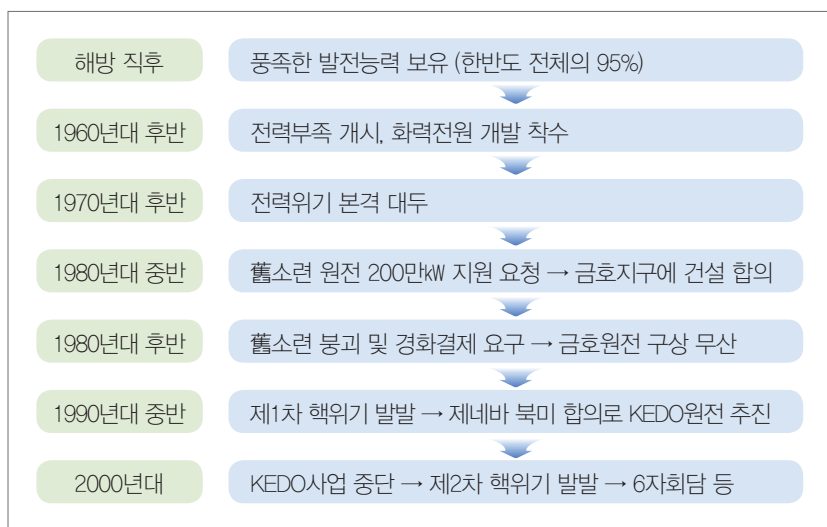 해방 직후 풍족한 발전능력 보유 (한반도 전체의 95%)
1960년대 후반 전력부족 개시, 화력전원 개발 착수
1970년대 후반 전력위기 본격 대두
1980년대 중반 舊소련 원전 200만㎾ 지원 요청 → 금호지구에 건설 합의
1980년대 후반 舊소련 붕괴 및 경화결제 요구 → 금호원전 구상 무산
1990년대 중반 제1차 핵위기 발발 → 제네바 북미 합의로 KEDO원전 추진
2000년대 KEDO사업 중단 → 제2차 핵위기 발발 → 6자회담 등